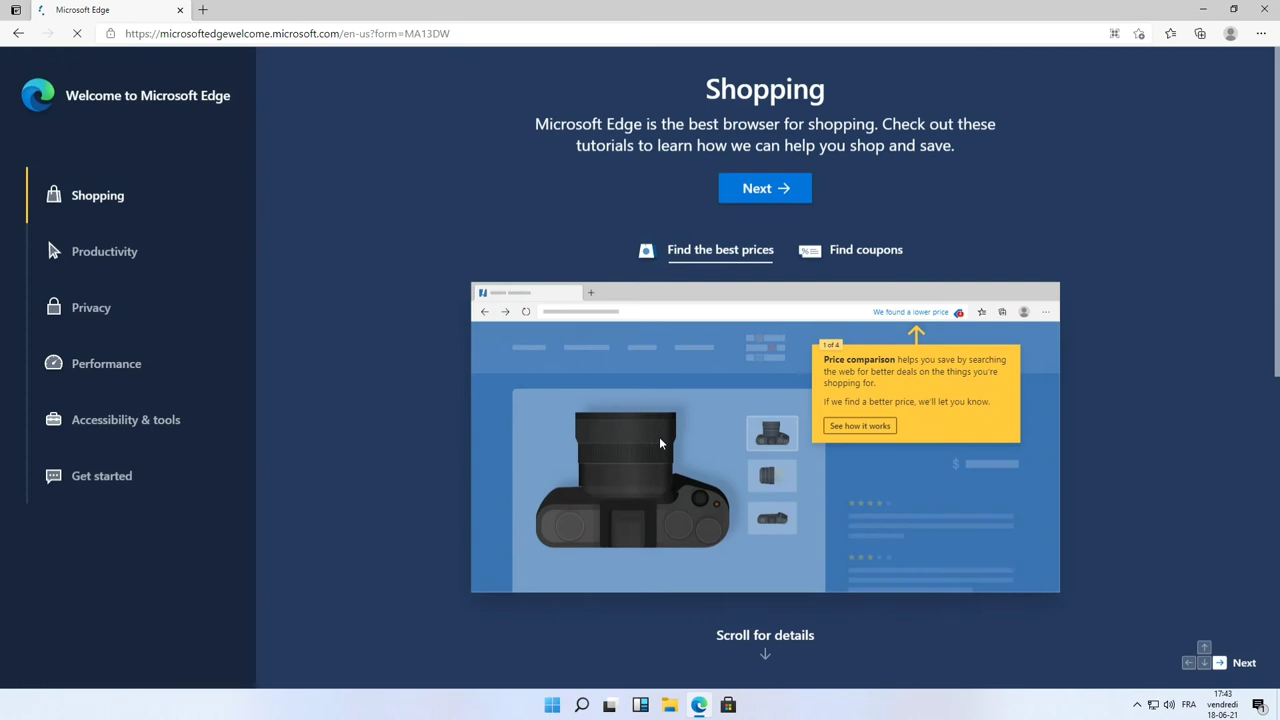 Microsoft Edge
https://microsoftedgewelcome.microsoft.com/en-us?form=MA13DW
Welcome to Microsoft Edge
Shopping
Productivity
Privacy
Performance
Accessibility & tools
Get started
Shopping
Microsoft Edge is the best browser for shopping. Check out these
tutorials to learn how we can help you shop and save.
Next →
Find the best prices
Find coupons
We found a lower price
1 of 4
Price comparison helps you save by searching
the web for better deals on the things you're
shopping for.
If we find a better price, we'll let you know.
See how it works
$
Scroll for details
Next
FRA
17:43
vendredi
18-06-21
1